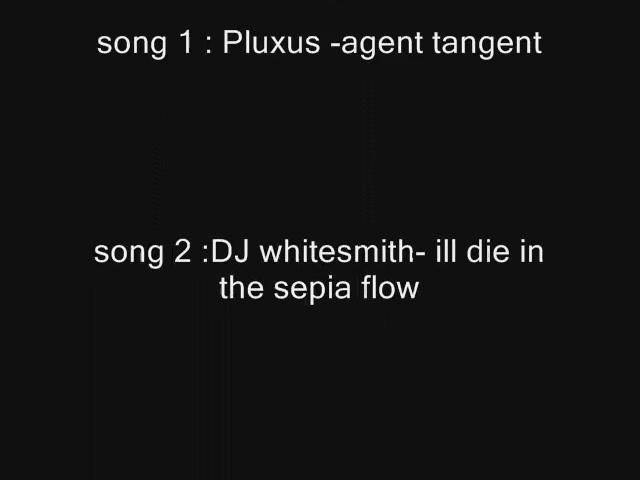 song 1 : Pluxus -agent tangent
song 2 :DJ whitesmith- ill die in
the sepia flow